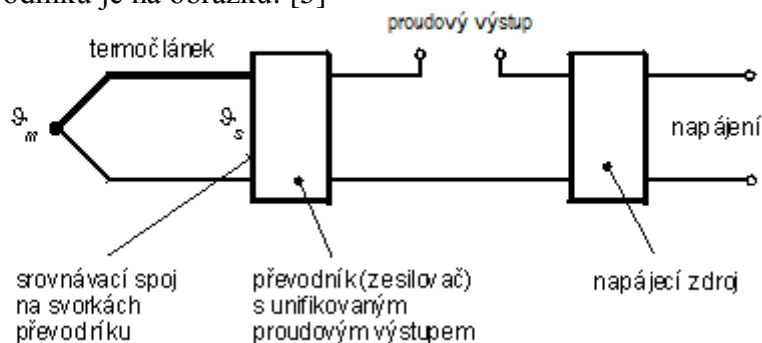 odníku je na obrázku. [5]
proudový výstup
termočlánek
ϑm
ϑs
napájení
srovnávací spoj
na svorkách
převodníku
převodník(zesilovač)
s unifikovaným
proudovým výstupem
napájecí zdroj